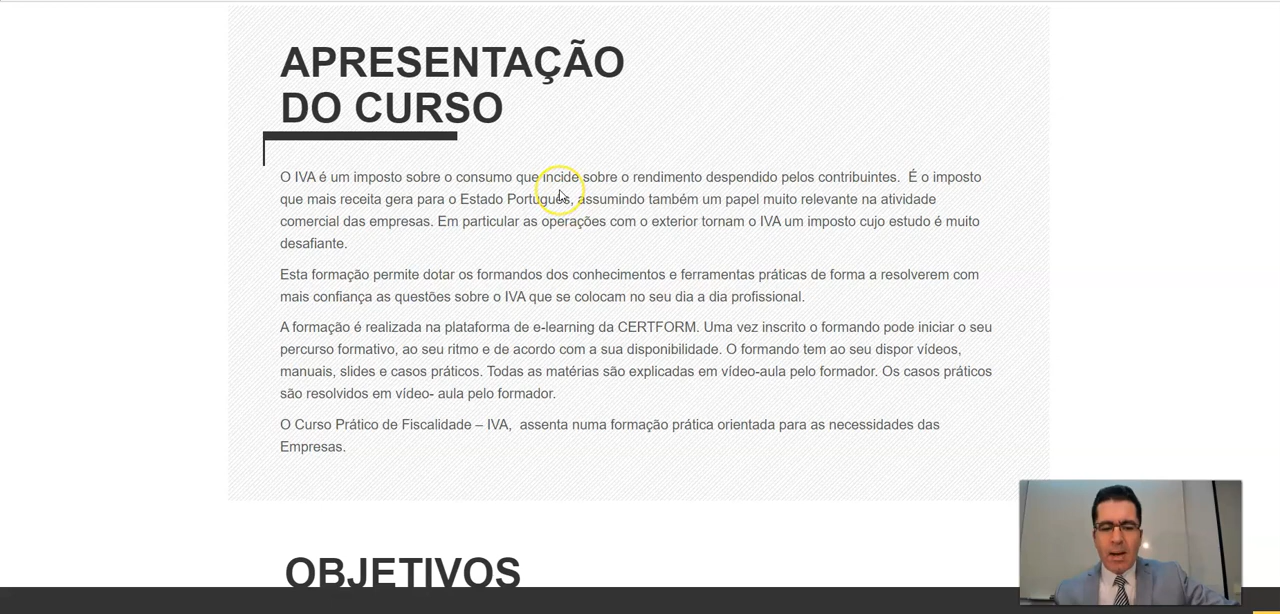 APRESENTAÇÃO
DO CURSO
O IVA é um imposto sobre o consumo que incide sobre o rendimento despendido pelos contribuintes. É o imposto
que mais receita gera para o Estado Português, assumindo também um papel muito relevante na atividade
comercial das empresas. Em particular as operações com o exterior tornam o IVA um imposto cujo estudo é muito
desafiante.
Esta formação permite dotar os formandos dos conhecimentos e ferramentas práticas de forma a resolverem com
mais confiança as questões sobre o IVA que se colocam no seu dia a dia profissional.
A formação é realizada na plataforma de e-learning da CERTFORM. Uma vez inscrito o formando pode iniciar o seu
percurso formativo, ao seu ritmo e de acordo com a sua disponibilidade. O formando tem ao seu dispor vídeos,
manuais, slides e casos práticos. Todas as matérias são explicadas em vídeo-aula pelo formador. Os casos práticos
são resolvidos em vídeo- aula pelo formador.
O Curso Prático de Fiscalidade – IVA, assenta numa formação prática orientada para as necessidades das
Empresas.
OBJETIVOS